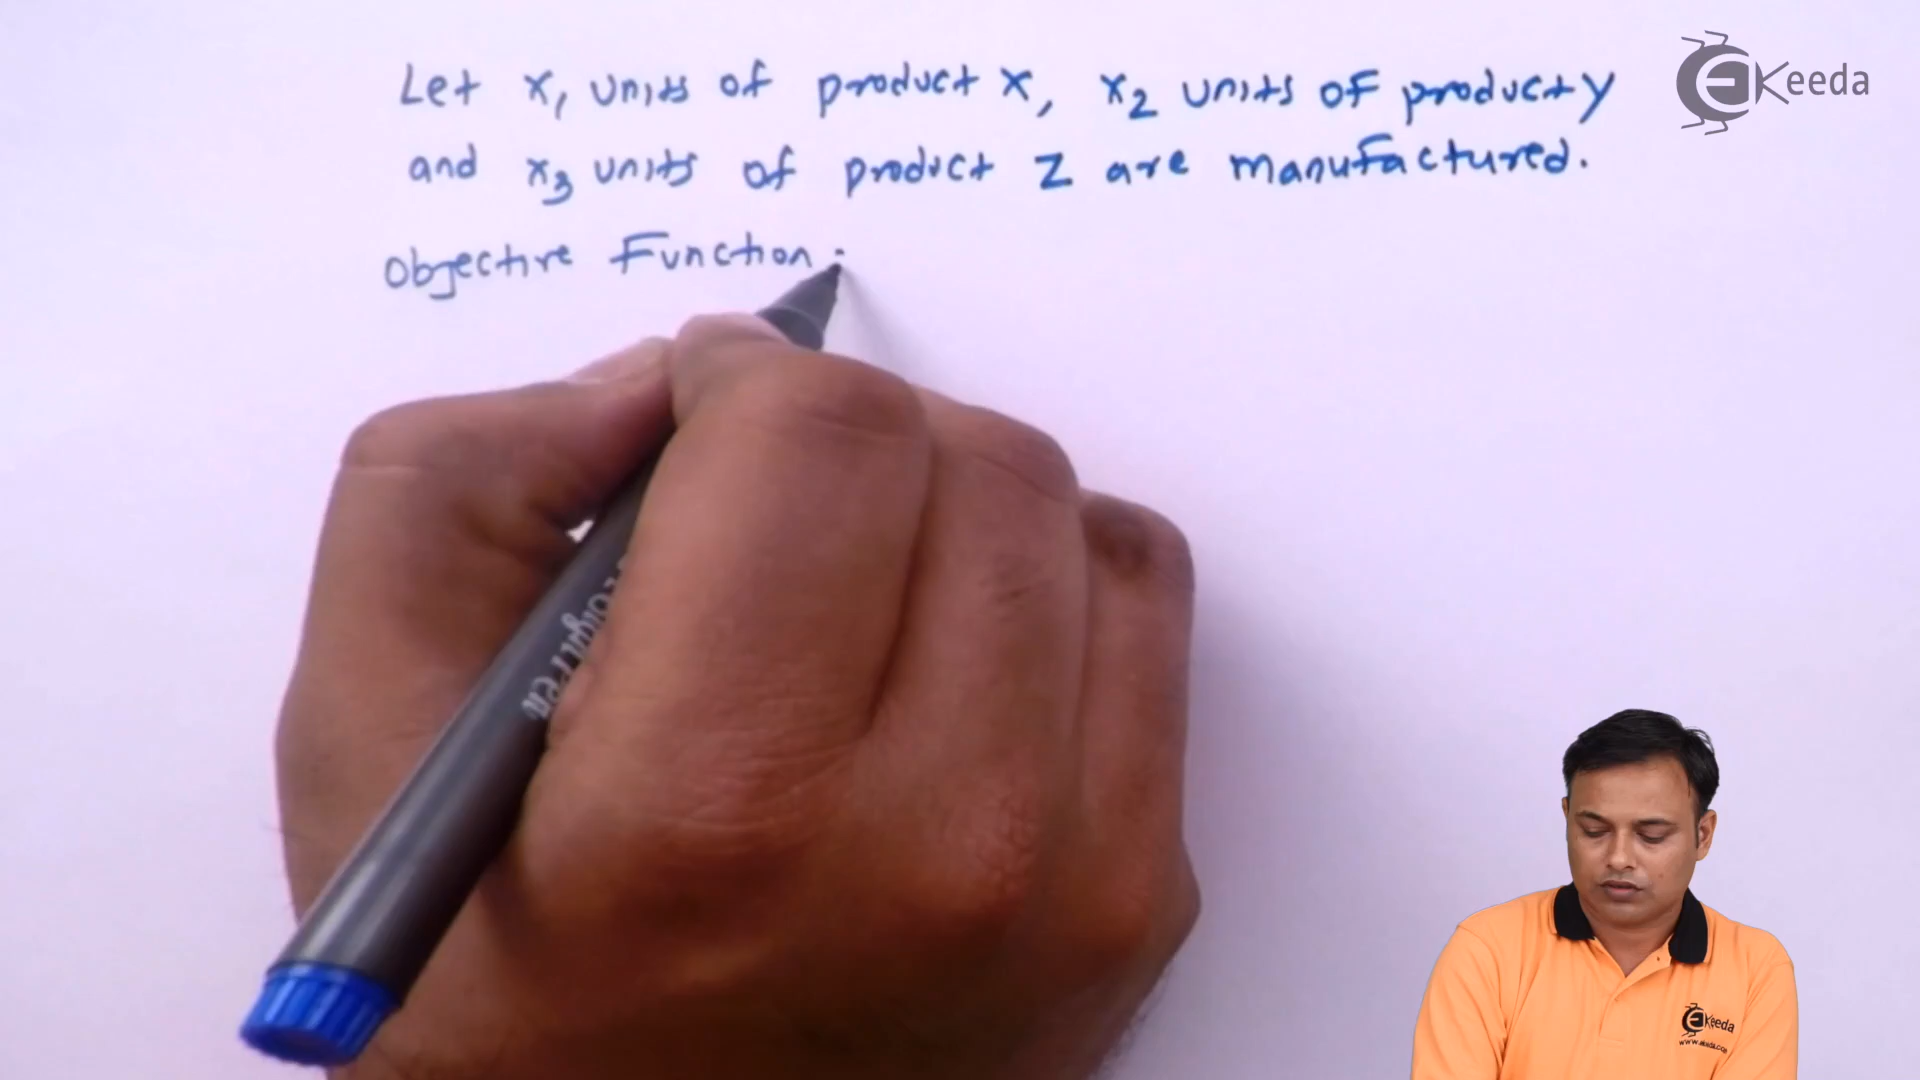 Let x₁ units of product X, x₂ units of product Y
and x₃ units of product Z are manufactured.
Objective Function :
eKeeda
eKeeda